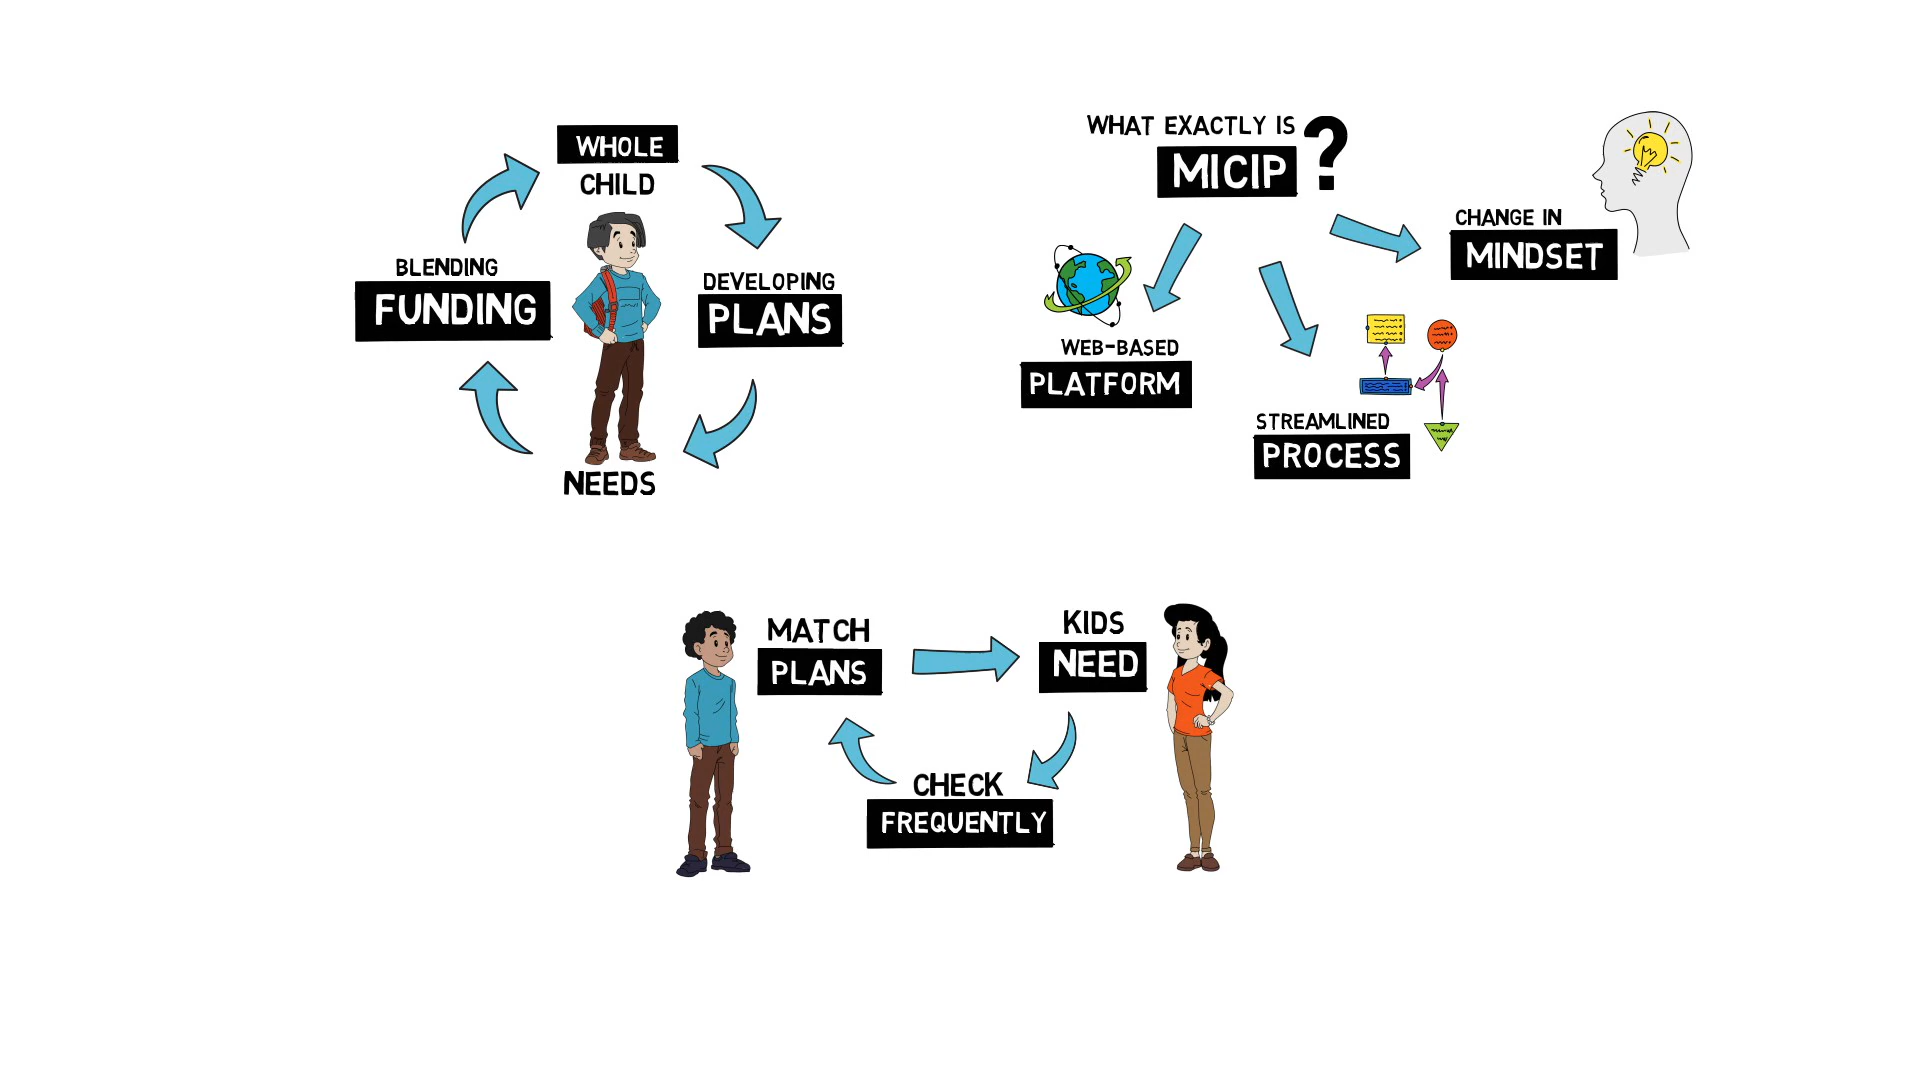 WHOLE
CHILD
DEVELOPING
PLANS
NEEDS
BLENDING
FUNDING
WHAT EXACTLY IS
MICIP?
WEB-BASED
PLATFORM
STREAMLINED
PROCESS
CHANGE IN
MINDSET
MATCH
PLANS
KIDS
NEED
CHECK
FREQUENTLY